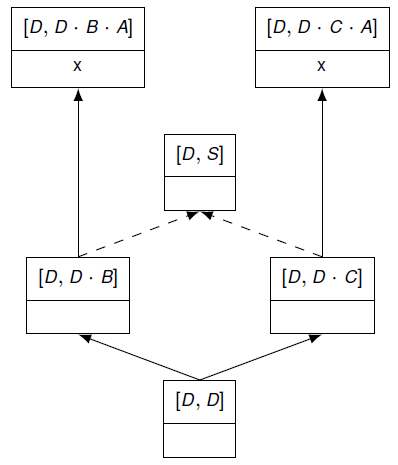 [D, D · B · A]
x
[D, D · C · A]
x
[D, S]
[D, D · B]
[D, D · C]
[D, D]